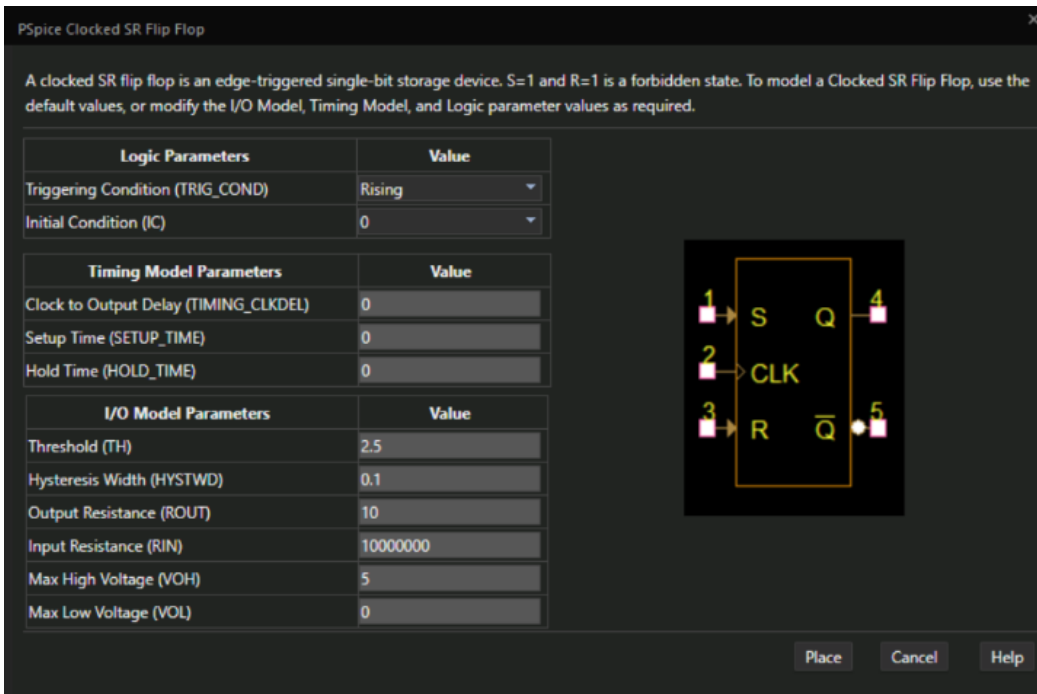 PSpice Clocked SR Flip Flop
A clocked SR flip flop is an edge-triggered single-bit storage device. S=1 and R=1 is a forbidden state. To model a Clocked SR Flip Flop, use the
default values, or modify the I/O Model, Timing Model, and Logic parameter values as required.
Logic Parameters Value
Triggering Condition (TRIG_COND) Rising
Initial Condition (IC) 0
Timing Model Parameters Value
Clock to Output Delay (TIMING_CLKDEL) 0
Setup Time (SETUP_TIME) 0
Hold Time (HOLD_TIME) 0
I/O Model Parameters Value
Threshold (TH) 2.5
Hysteresis Width (HYSTWD) 0.1
Output Resistance (ROUT) 10
Input Resistance (RIN) 10000000
Max High Voltage (VOH) 5
Max Low Voltage (VOL) 0
1 S Q 4
2 CLK
3 R Q̅ 5
Place Cancel Help